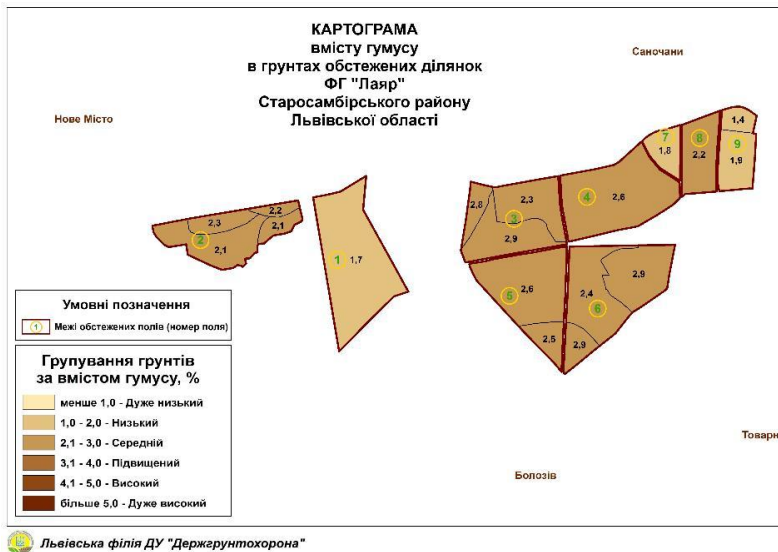 КАРТОГРАМА
вмісту гумусу
в грунтах обстежених ділянок
ФГ "Лаяр"
Старосамбірського району
Львівської області
Саночани
Нове Місто
1,4
7
8
9
1,8
2,2
1,9
2,8
2,3
4
2,6
3
2,9
2,3
2,2
2
2,1
2,1
1
1,7
5
2,6
2,4
2,9
6
2,5
2,9
Умовні позначення
1 Межі обстежених полів (номер поля)
Групування грунтів
за вмістом гумусу, %
менше 1,0 - Дуже низький
1,0 - 2,0 - Низький
2,1 - 3,0 - Середній
3,1 - 4,0 - Підвищений
4,1 - 5,0 - Високий
більше 5,0 - Дуже високий
Товарн
Болозів
Львівська філія ДУ "Держгрунтохорона"